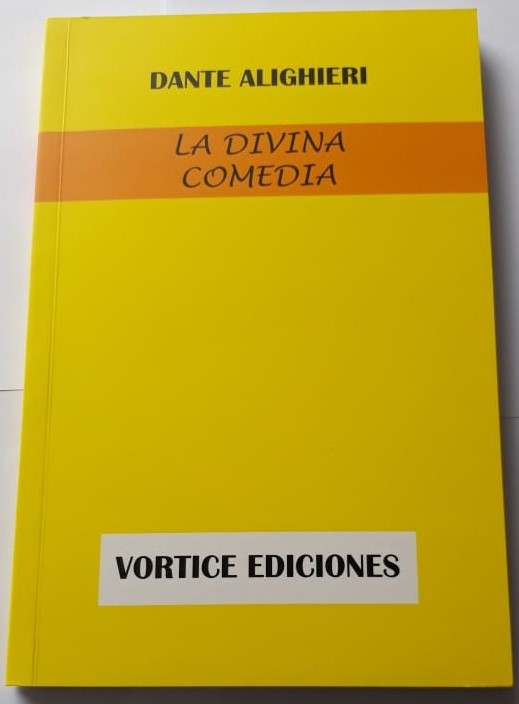 DANTE ALIGHIERI
LA DIVINA
COMEDIA
VORTICE EDICIONES